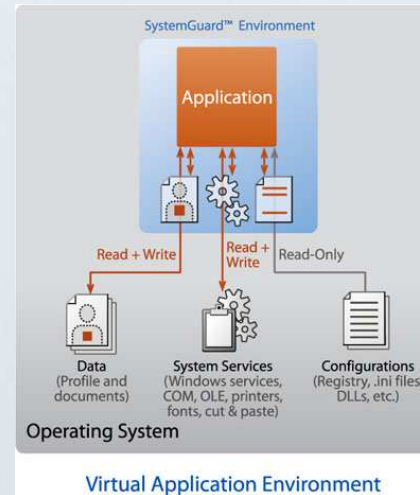 SystemGuard™ Environment
Application
Read + Write
Read +
Write
Read-Only
Data
(Profile and
documents)
System Services
(Windows services,
COM, OLE, printers,
fonts, cut & paste)
Configurations
(Registry, .ini files
DLLs, etc.)
Operating System
Virtual Application Environment